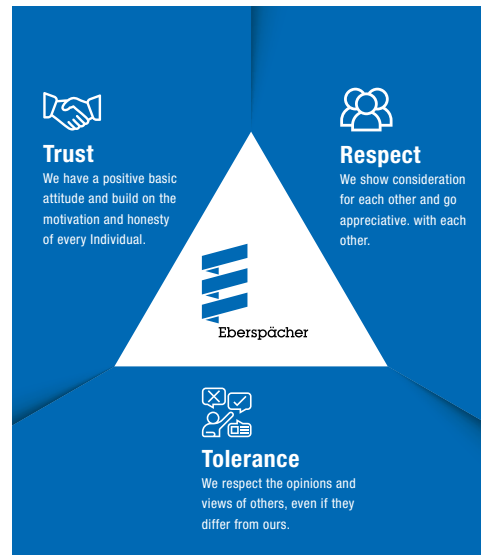 Trust
We have a positive basic
attitude and build on the
motivation and honesty
of every Individual.
Respect
We show consideration
for each other and go
appreciative. with each
other.
Eberspächer
Tolerance
We respect the opinions and
views of others, even if they
differ from ours.